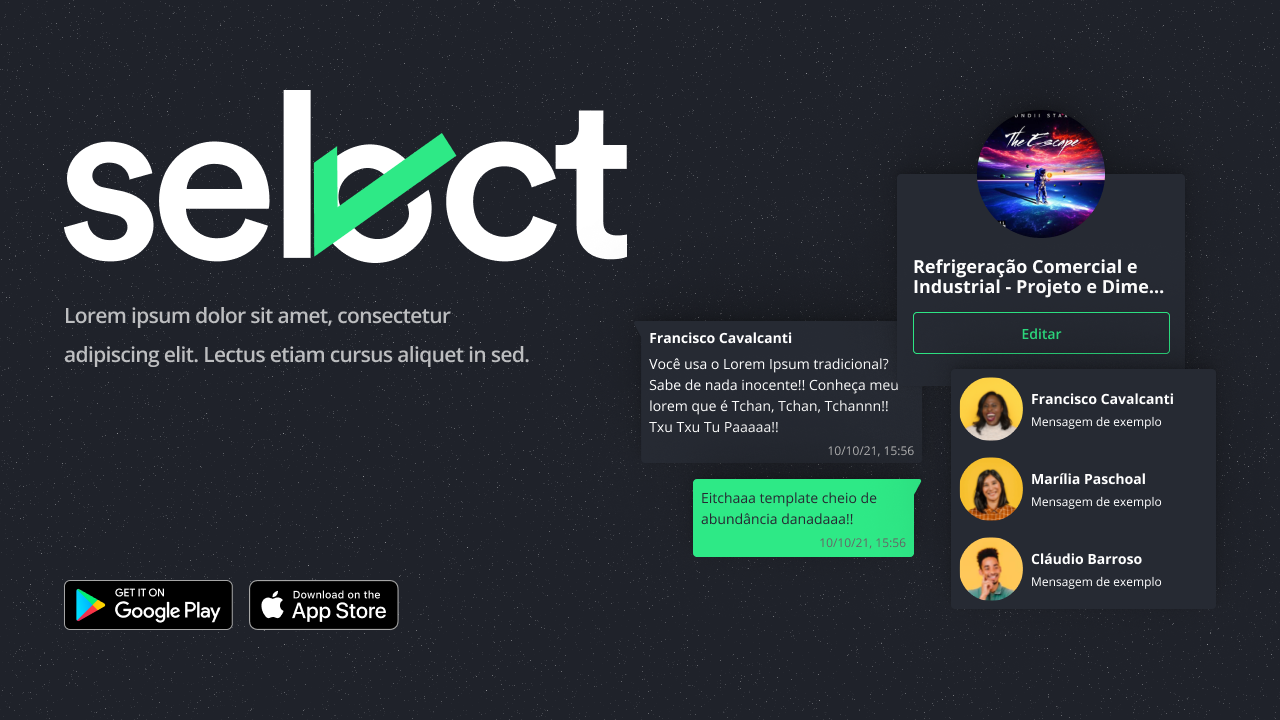 select
Lorem ipsum dolor sit amet, consectetur
adipiscing elit. Lectus etiam cursus aliquet in sed.
GET IT ON
Google Play
Download on the
App Store
The Escape
Refrigeração Comercial e
Industrial - Projeto e Dime...
Editar
Francisco Cavalcanti
Você usa o Lorem Ipsum tradicional?
Sabe de nada inocente!! Conheça meu
lorem que é Tchan, Tchan, Tchannn!!
Txu Txu Tu Paaaaa!!
10/10/21, 15:56
Eitchaaa template cheio de
abundância danadaaa!!
10/10/21, 15:56
Francisco Cavalcanti
Mensagem de exemplo
Marília Paschoal
Mensagem de exemplo
Cláudio Barroso
Mensagem de exemplo